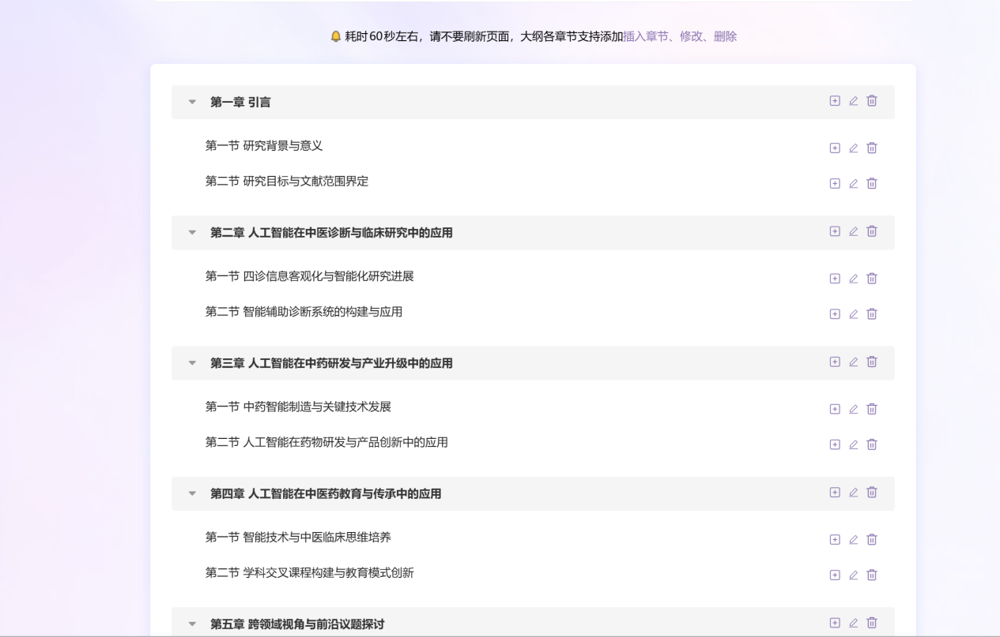 耗时60秒左右，请不要刷新页面，大纲各章节支持添加插入章节、修改、删除
第一章 引言
第一节 研究背景与意义
第二节 研究目标与文献范围界定
第二章 人工智能在中医诊断与临床研究中的应用
第一节 四诊信息客观化与智能化研究进展
第二节 智能辅助诊断系统的构建与应用
第三章 人工智能在中药研发与产业升级中的应用
第一节 中药智能制造与关键技术发展
第二节 人工智能在药物研发与产品创新中的应用
第四章 人工智能在中医药教育与传承中的应用
第一节 智能技术与中医临床思维培养
第二节 学科交叉课程构建与教育模式创新
第五章 跨领域视角与前沿议题探讨